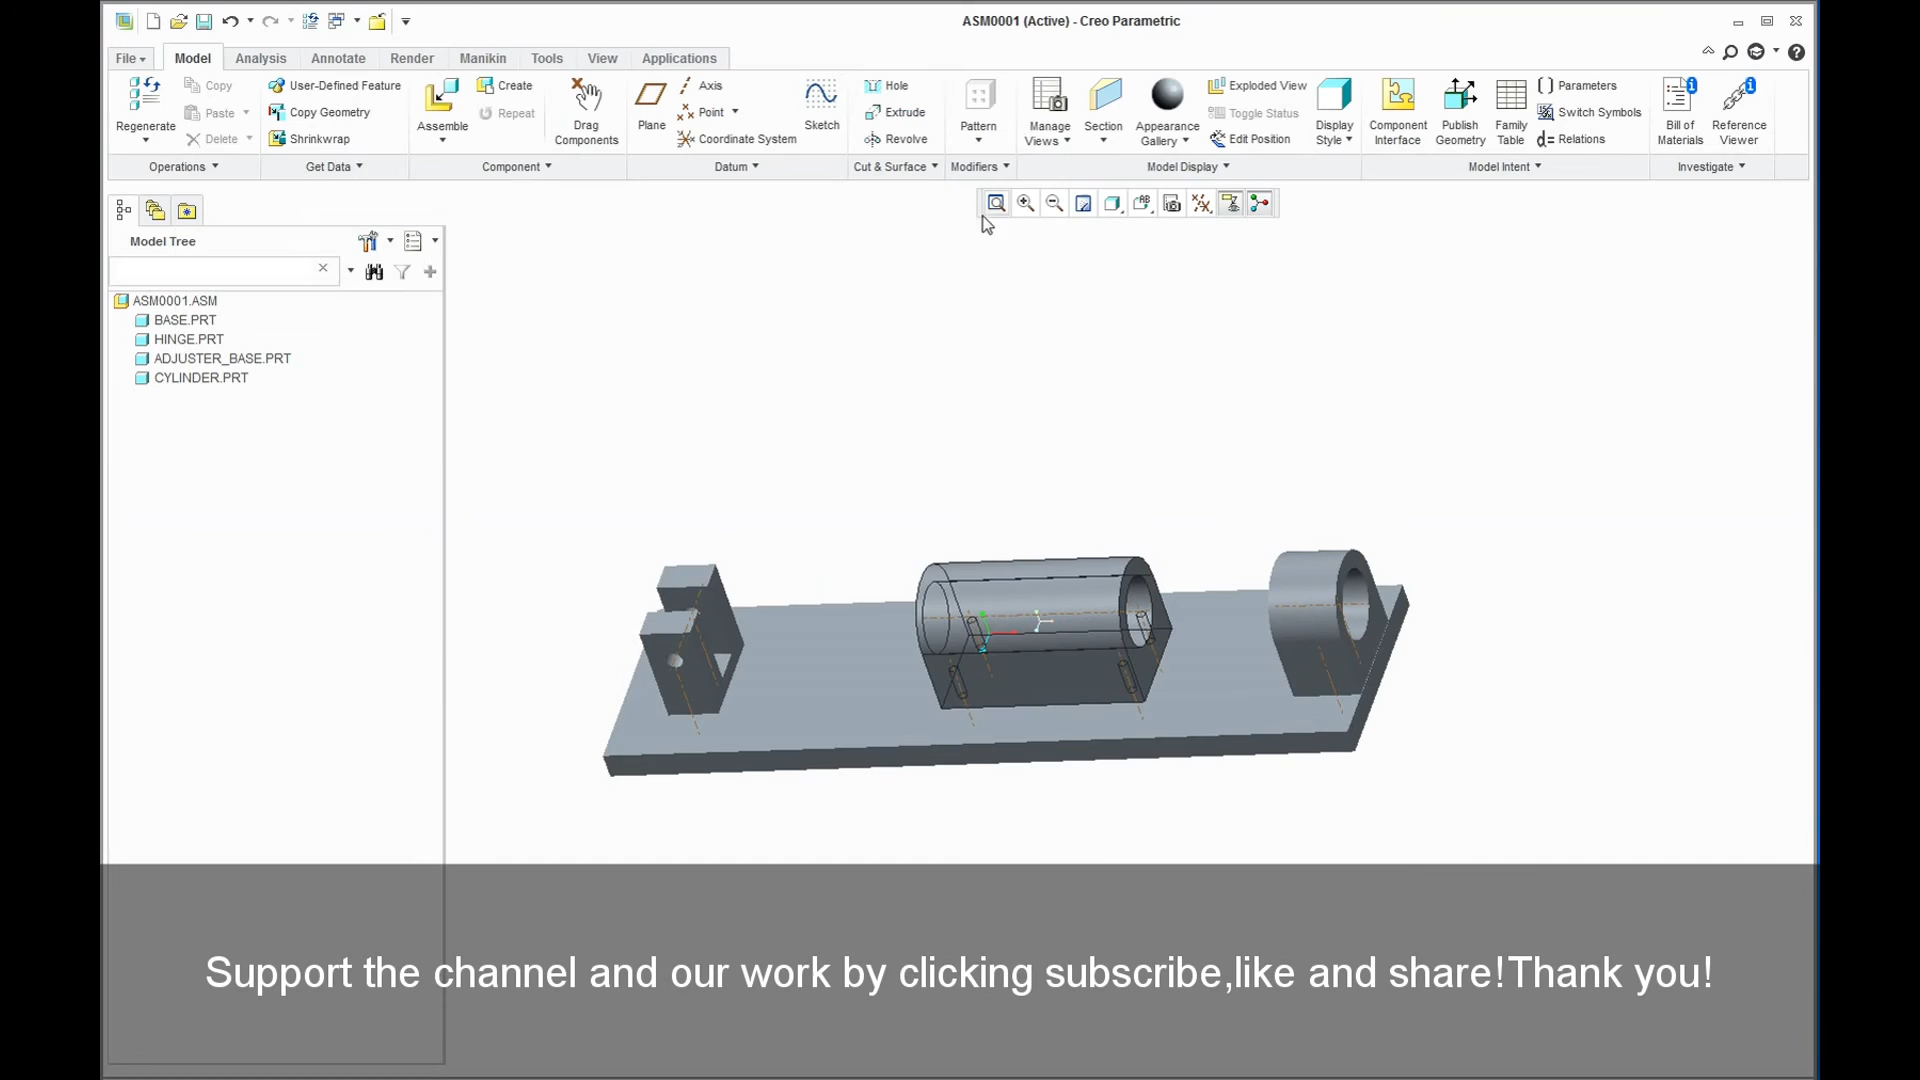 ASM0001 (Active) - Creo Parametric
File Model Analysis Annotate Render Manikin Tools View Applications
Regenerate
Copy
Paste
Delete
Operations
User-Defined Feature
Copy Geometry
Shrinkwrap
Get Data
Assemble
Create
Repeat
Component
Drag
Components
Plane
Axis
Point
Coordinate System
Sketch
Datum
Hole
Extrude
Revolve
Cut & Surface
Pattern
Modifiers
Manage
Views
Section
Appearance
Gallery
Exploded View
Toggle Status
Edit Position
Display
Style
Model Display
Component
Interface
Publish
Geometry
Family
Table
Parameters
Switch Symbols
d= Relations
Model Intent
Bill of
Materials
Reference
Viewer
Investigate
Model Tree
ASM0001.ASM
BASE.PRT
HINGE.PRT
ADJUSTER_BASE.PRT
CYLINDER.PRT
Support the channel and our work by clicking subscribe,like and share!Thank you!